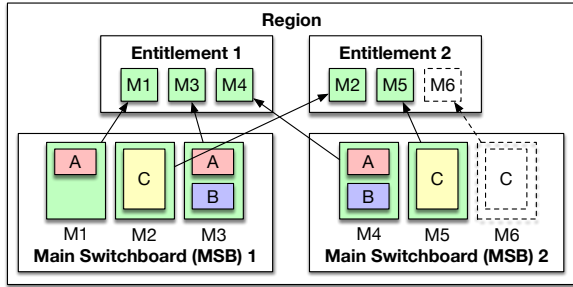 Region
Entitlement 1
Entitlement 2
M1 M3 M4
M2 M5 M6
A
C
A
B
A
B
C
C
M1 M2 M3
M4 M5 M6
Main Switchboard (MSB) 1
Main Switchboard (MSB) 2